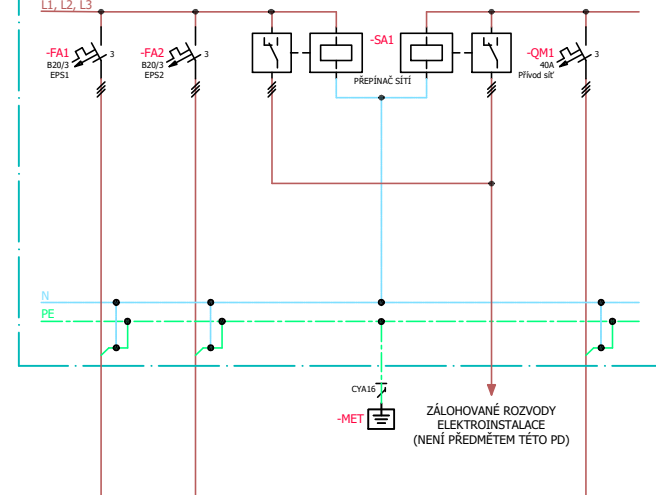 L1, L2, L3
-FA1
B20/3
EPS1
3
-FA2
B20/3
EPS2
3
-SA1
PŘEPÍNAČ SÍTÍ
-QM1
40A
Přívod síť
3
N
PE
CYA16
-MET
ZÁLOHOVANÉ ROZVODY
ELEKTROINSTALACE
(NENÍ PŘEDMĚTEM TÉTO PD)